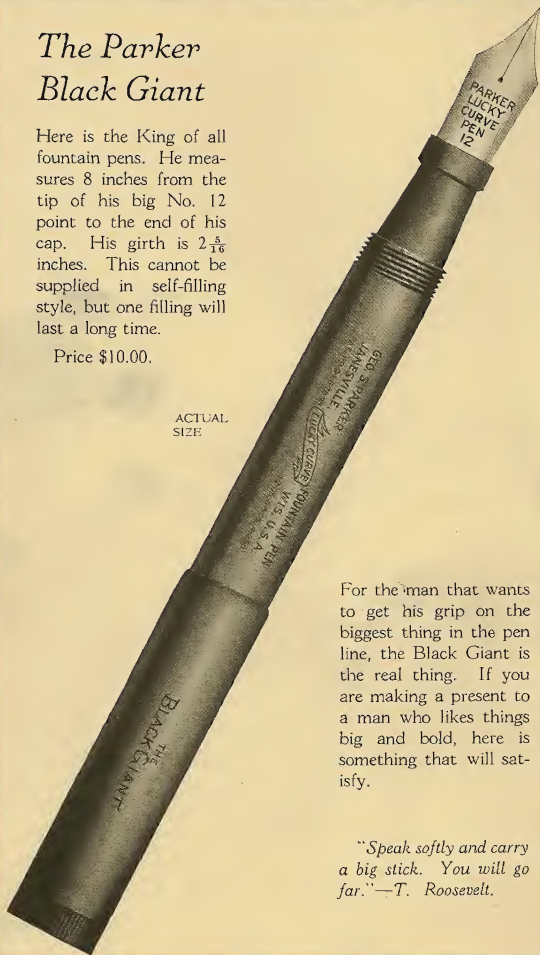 The Parker
Black Giant
Here is the King of all
fountain pens. He mea-
sures 8 inches from the
tip of his big No. 12
point to the end of his
cap. His girth is 2 5/16
inches. This cannot be
supplied in self-filling
style, but one filling will
last a long time.
Price $10.00.
ACTUAL
SIZE
PARKER
LUCKY
CURVE
PEN
12
GEO. S. PARKER
JANESVILLE
LUCKY CURVE
FOUNTAIN PEN
WIS. U.S.A.
THE
BLACK GIANT
For the man that wants
to get his grip on the
biggest thing in the pen
line, the Black Giant is
the real thing. If you
are making a present to
a man who likes things
big and bold, here is
something that will sat-
isfy.
"Speak softly and carry
a big stick. You will go
far."—T. Roosevelt.